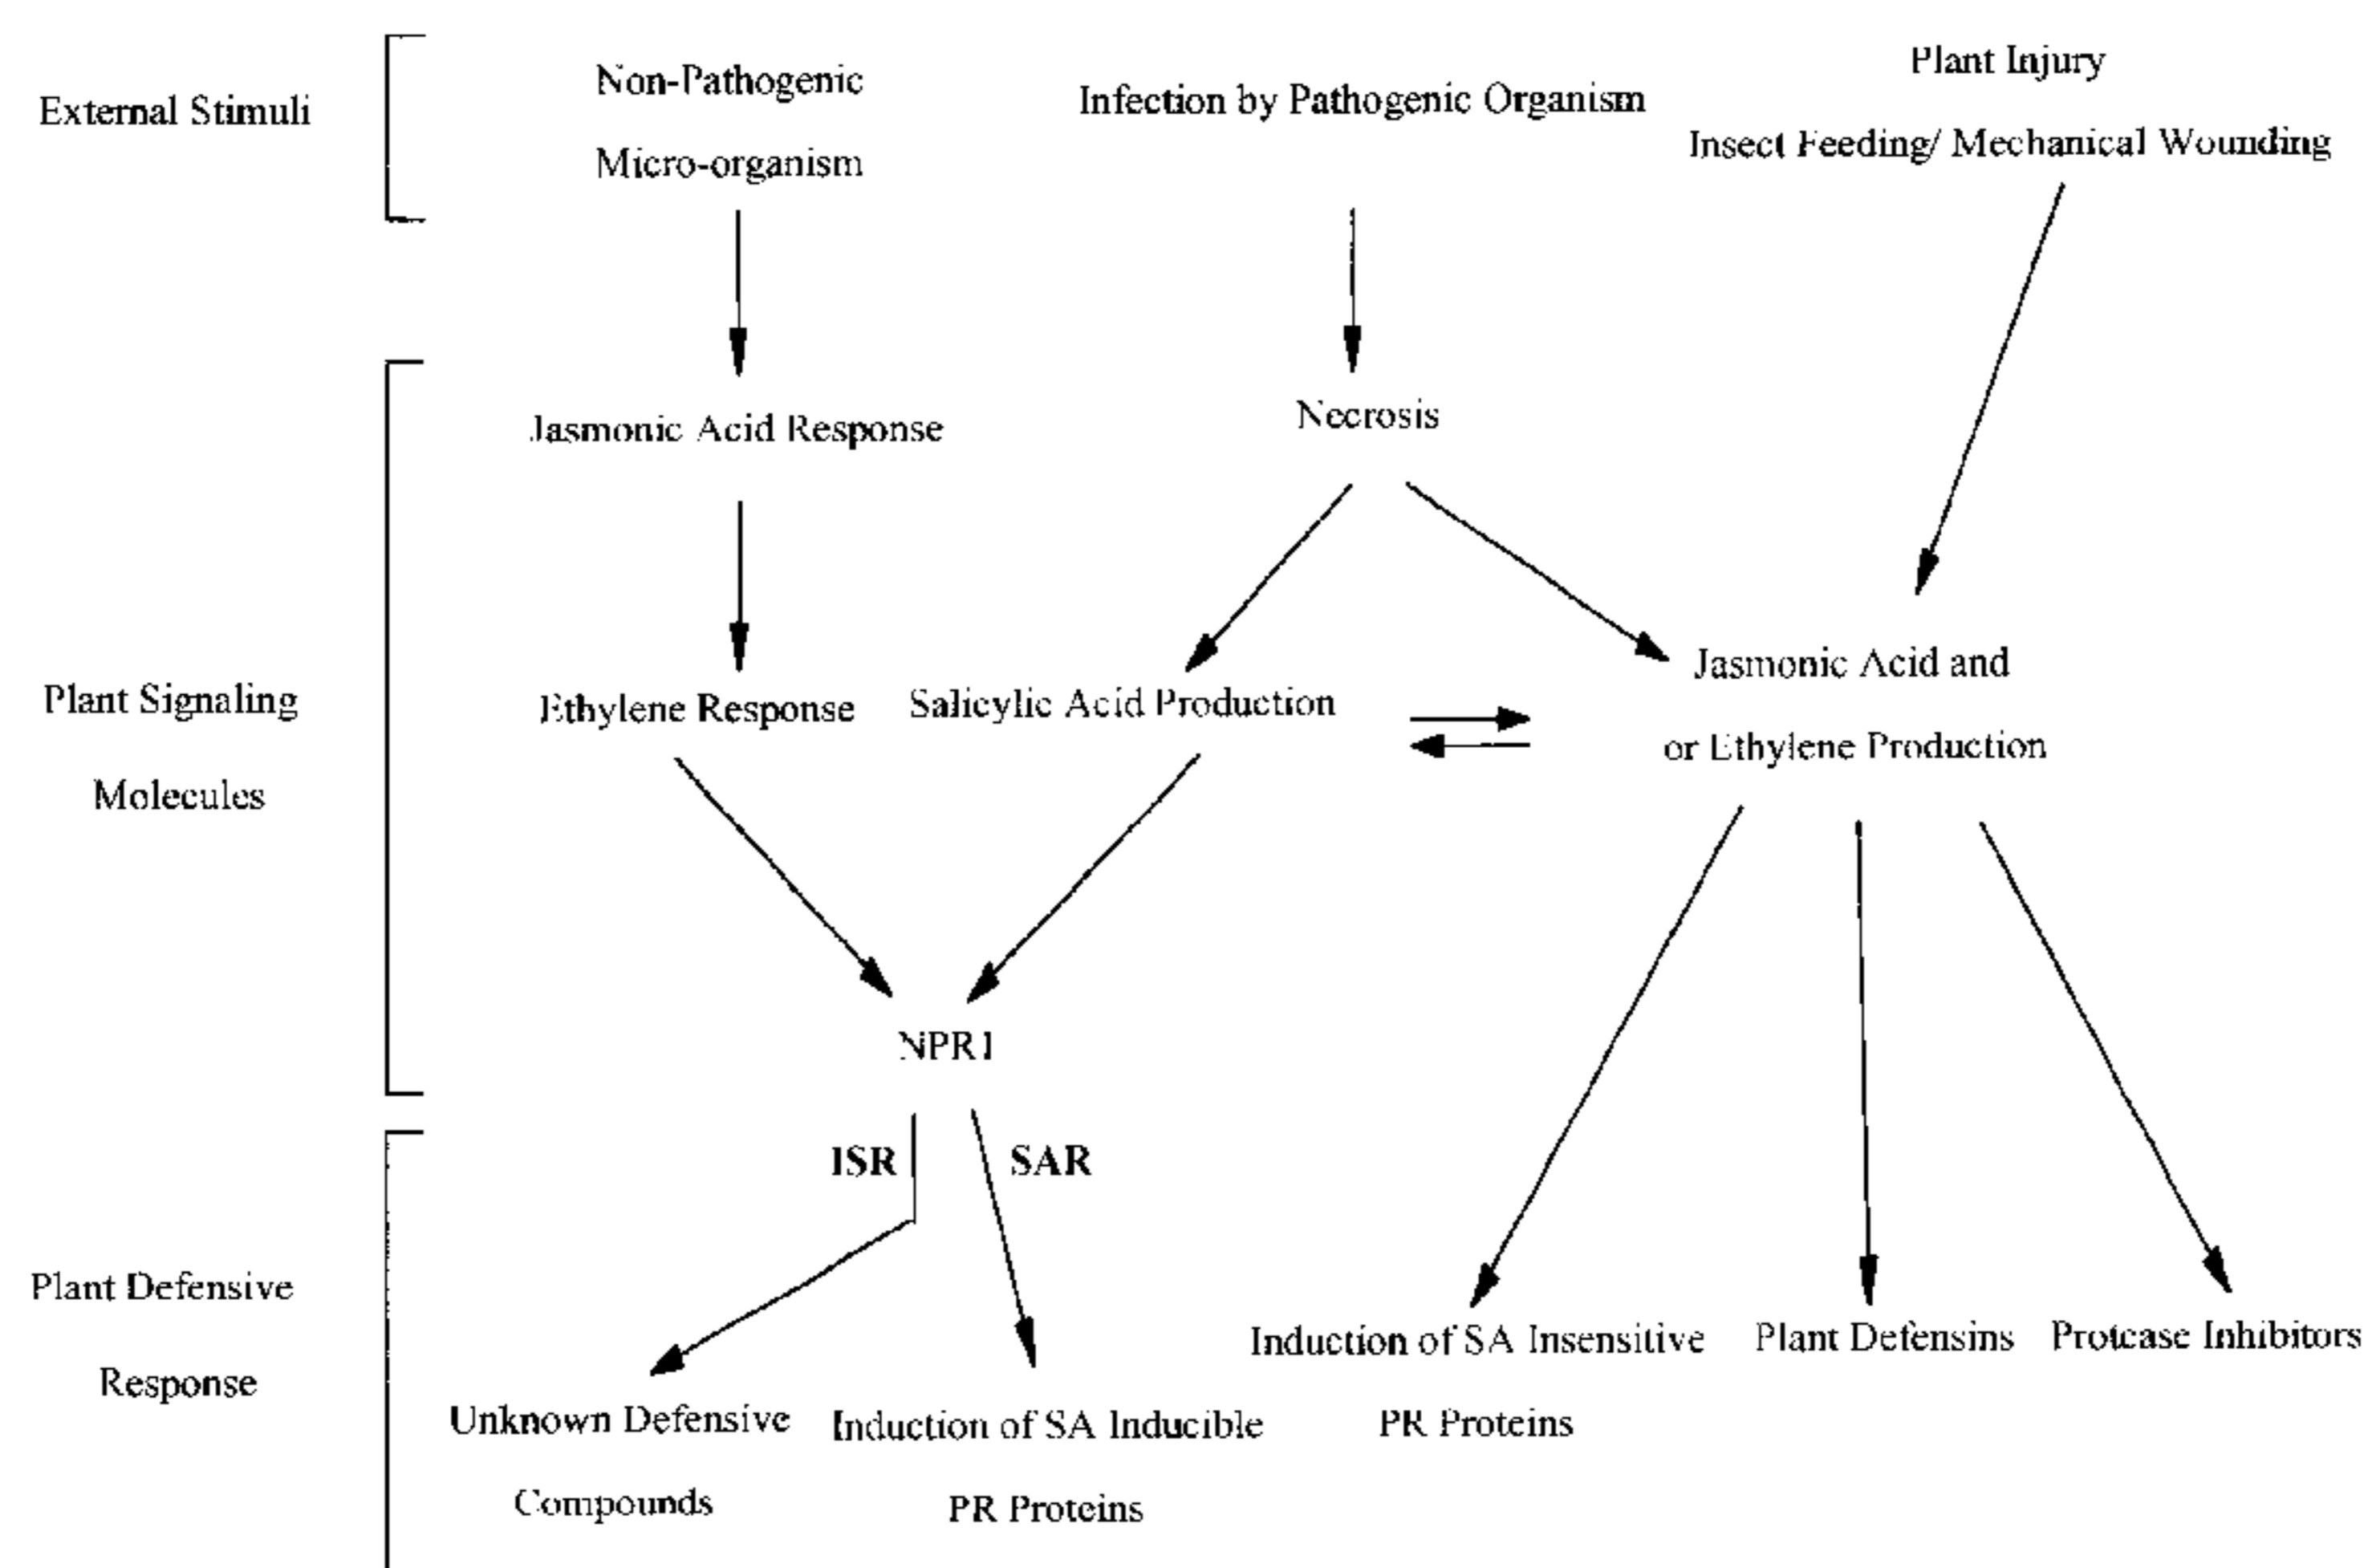 External Stimuli
Non-Pathogenic
Micro-organism
Infection by Pathogenic Organism
Plant Injury
Insect Feeding/ Mechanical Wounding
Plant Signaling
Molecules
Jasmonic Acid Response
Necrosis
Ethylene Response
Salicylic Acid Production
Jasmonic Acid and
or Ethylene Production
NPR1
ISR
SAR
Plant Defensive
Response
Unknown Defensive
Compounds
Induction of SA Inducible
PR Proteins
Induction of SA Insensitive
PR Proteins
Plant Defensins
Protease Inhibitors